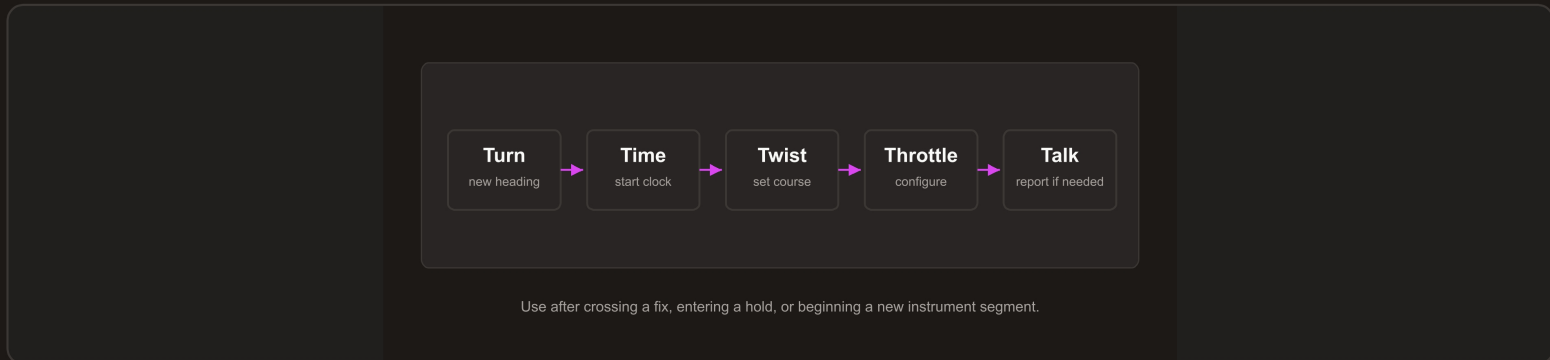 Turn
new heading
Time
start clock
Twist
set course
Throttle
configure
Talk
report if needed
Use after crossing a fix, entering a hold, or beginning a new instrument segment.